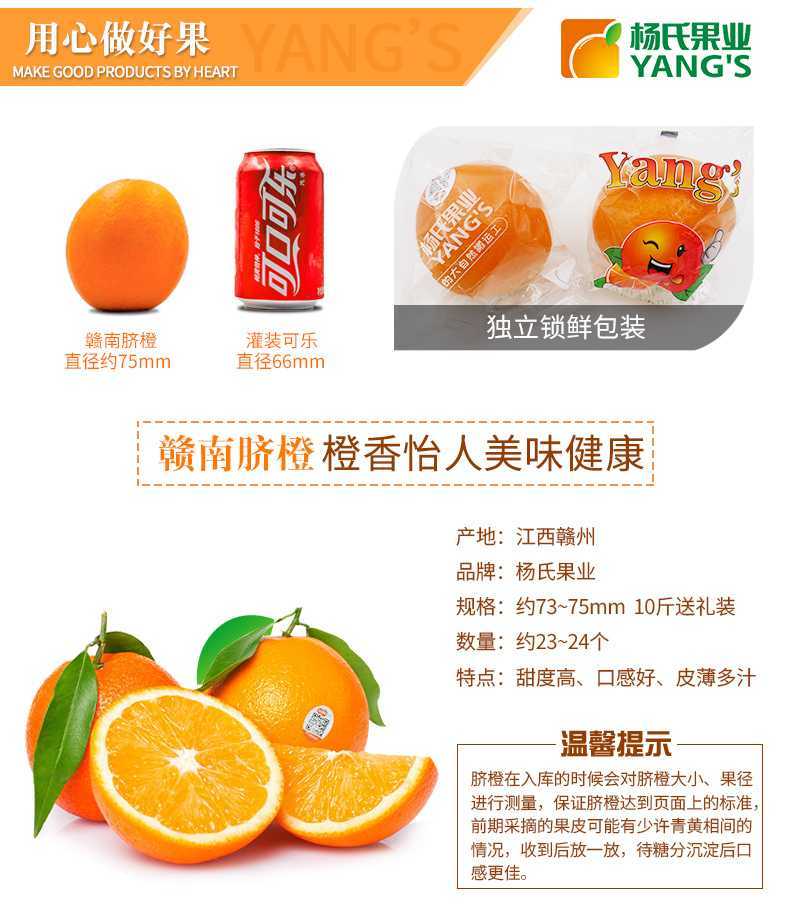 用心做好果
MAKE GOOD PRODUCTS BY HEART
YANG'S
杨氏果业
YANG'S
可口可乐
杨氏果业
YANG'S
的大自然搬运工
Yang's
赣南脐橙
直径约75mm
灌装可乐
直径66mm
独立锁鲜包装
赣南脐橙 橙香怡人美味健康
产地：江西赣州
品牌：杨氏果业
规格：约73~75mm 10斤送礼装
数量：约23~24个
特点：甜度高、口感好、皮薄多汁
温馨提示
脐橙在入库的时候会对脐橙大小、果径
进行测量，保证脐橙达到页面上的标准，
前期采摘的果皮可能有少许青黄相间的
情况，收到后放一放，待糖分沉淀后口
感更佳。